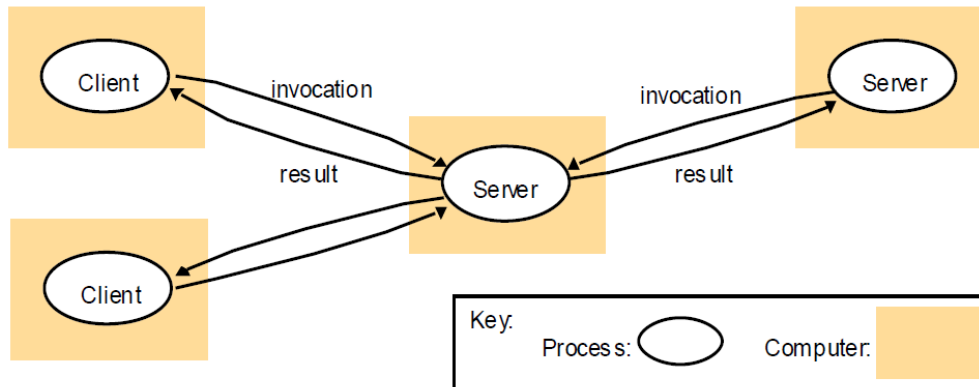 Client
invocation
result
Server
invocation
result
Server
Client
Key:
Process:
Computer: